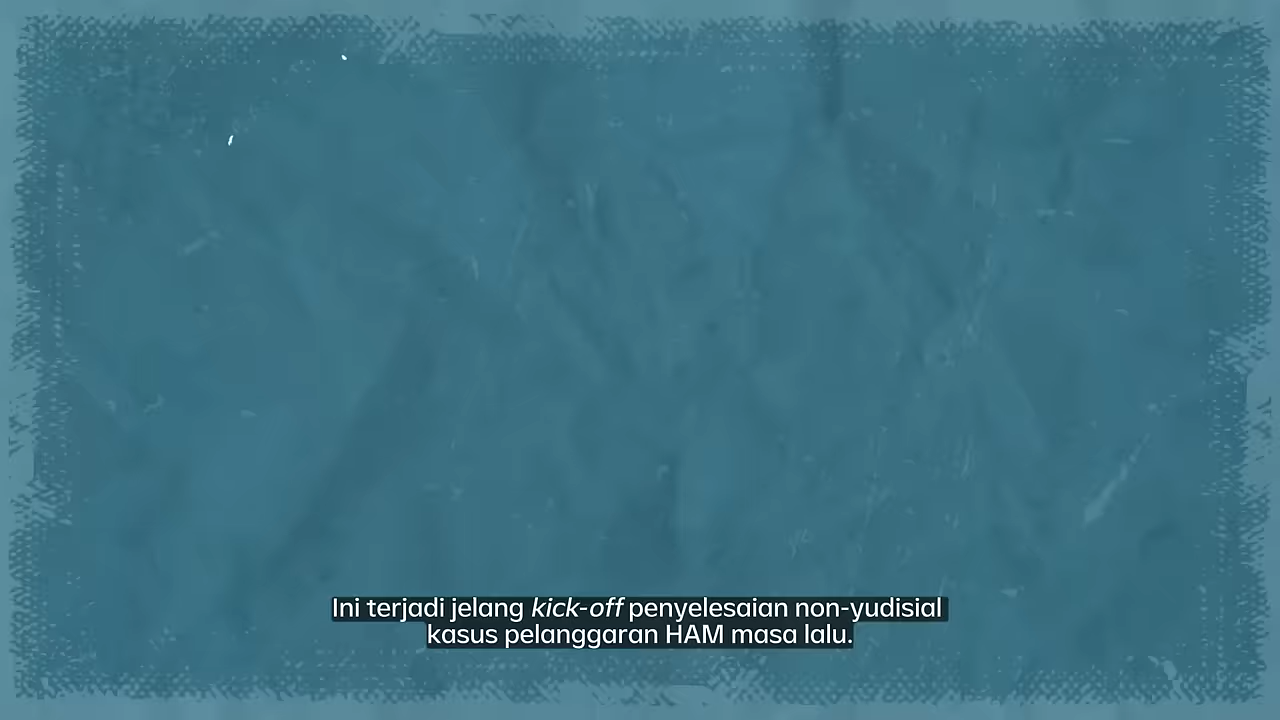 Ini terjadi jelang kick-off penyelesaian non-yudisial
kasus pelanggaran HAM masa lalu.